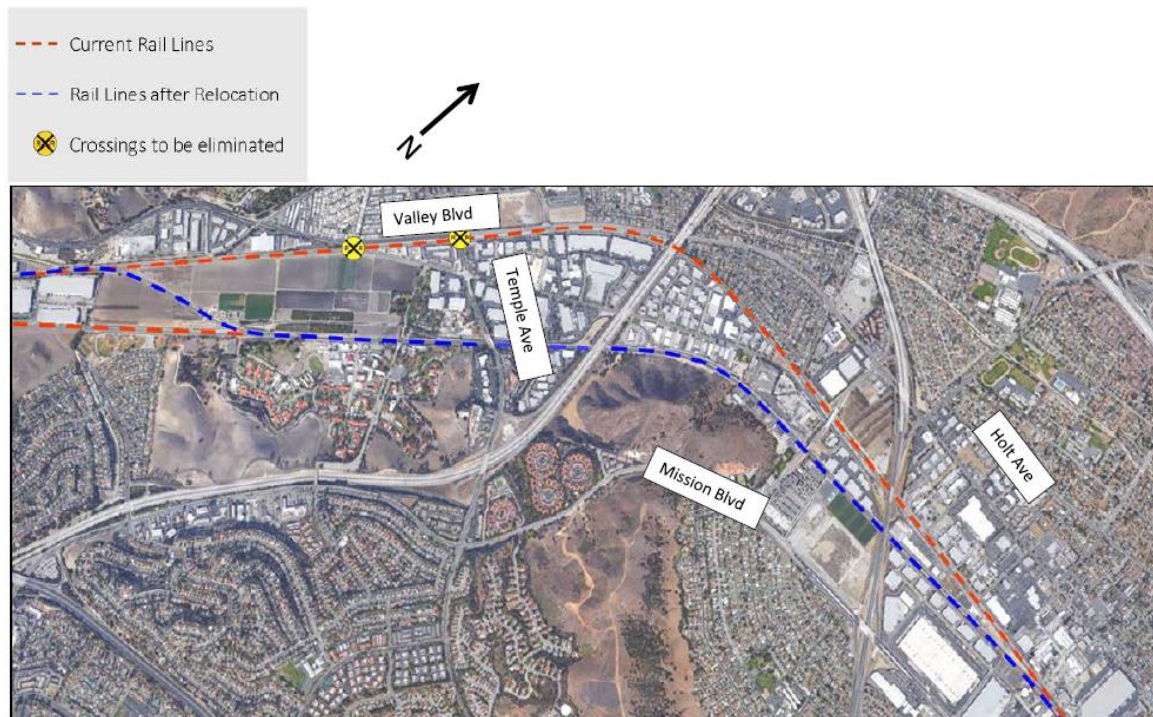 Current Rail Lines
Rail Lines after Relocation
Crossings to be eliminated
N
Valley Blvd
Temple Ave
Mission Blvd
Holt Ave